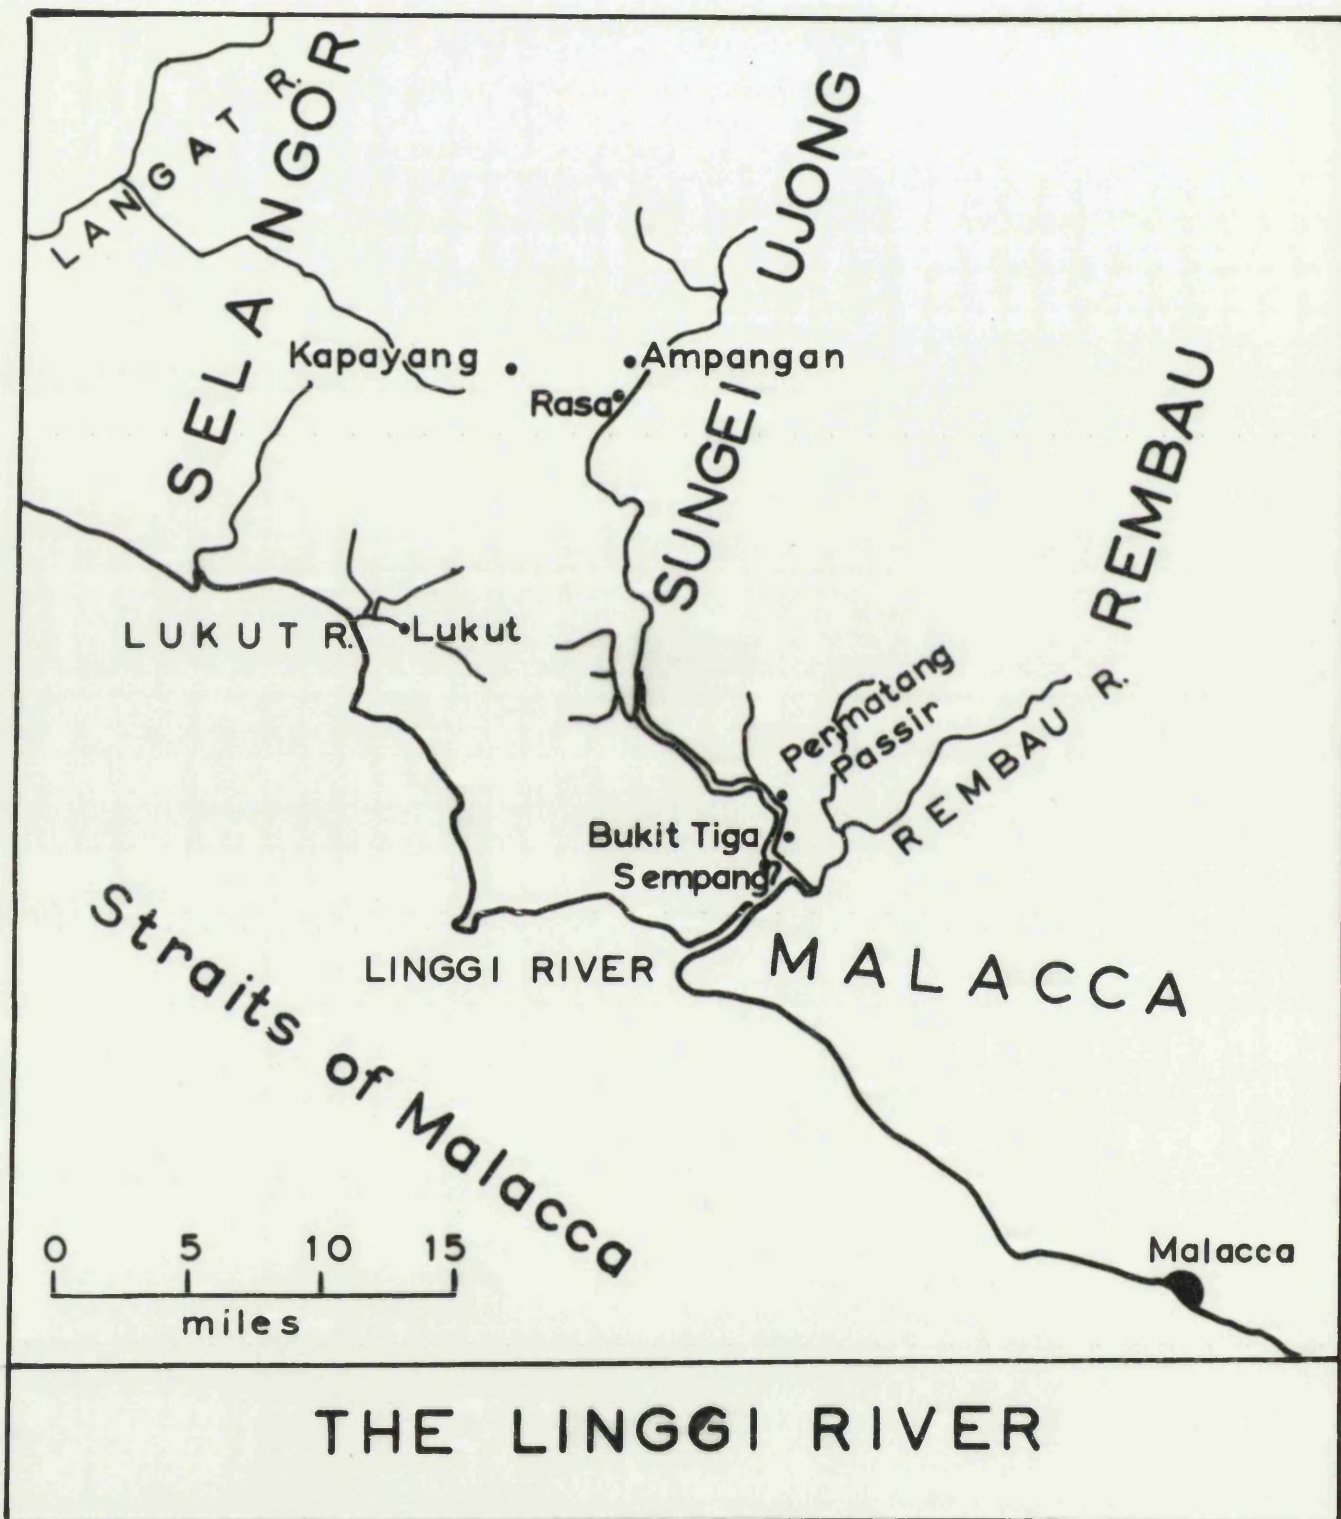 LANGAT R.
SELANGOR
SUNGEI UJONG
Kapayang
Ampangan
Rasa
REMBAU
LUKUT R.
Lukut
Permatang
Passir
REMBAU R.
Bukit Tiga
Sempang
LINGGI RIVER
MALACCA
Straits of Malacca
0 5 10 15
miles
Malacca
THE LINGGI RIVER